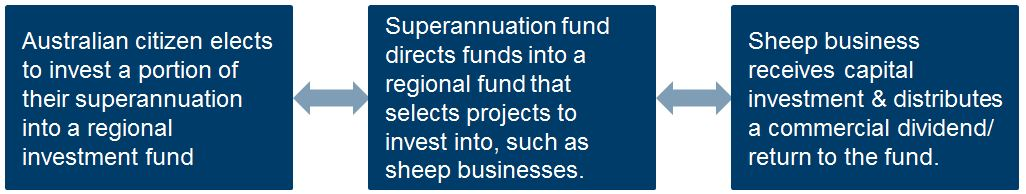 Australian citizen elects
to invest a portion of
their superannuation
into a regional
investment fund
Superannuation fund
directs funds into a
regional fund that
selects projects to
invest into, such as
sheep businesses.
Sheep business
receives capital
investment & distributes
a commercial dividend/
return to the fund.